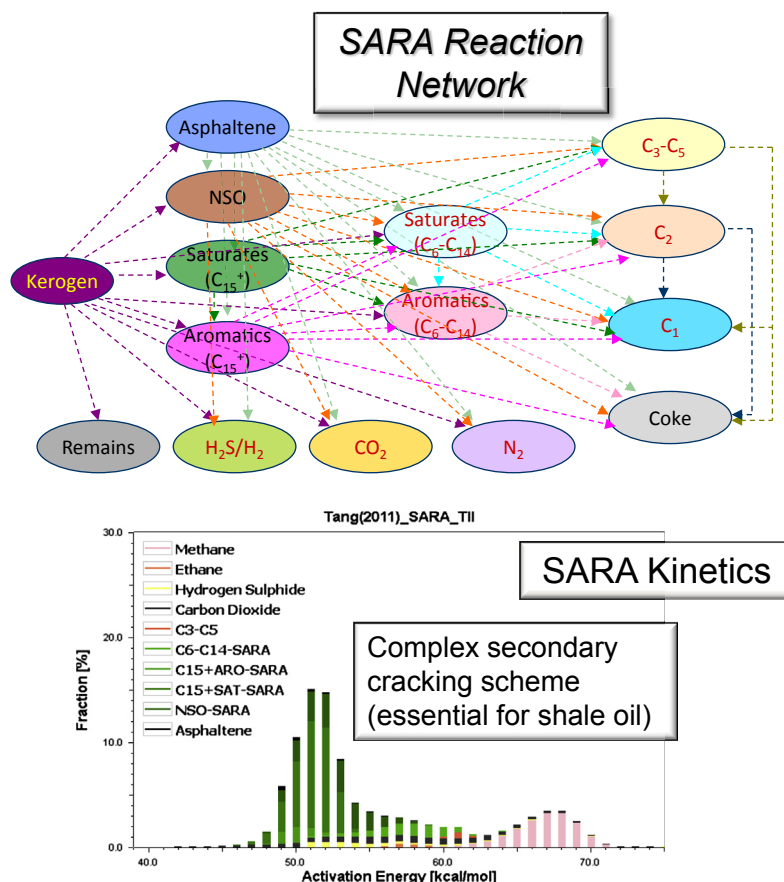 SARA Reaction
Network
Asphaltene
C3-C5
NSO
Saturates
(C6-C14)
C2
Saturates
(C15+)
Kerogen
Aromatics
(C6-C14)
C1
Aromatics
(C15+)
Coke
Remains
H2S/H2
CO2
N2
Tang(2011)_SARA_TII
30.0
Methane
Ethane
Hydrogen Sulphide
Carbon Dioxide
C3-C5
C6-C14-SARA
C15+ARO-SARA
C15+SAT-SARA
NSO-SARA
Asphaltene
SARA Kinetics
Complex secondary
cracking scheme
(essential for shale oil)
Fraction [%]
20.0
10.0
0.0
40.0
50.0
60.0
70.0
Activation Energy [kcal/mol]